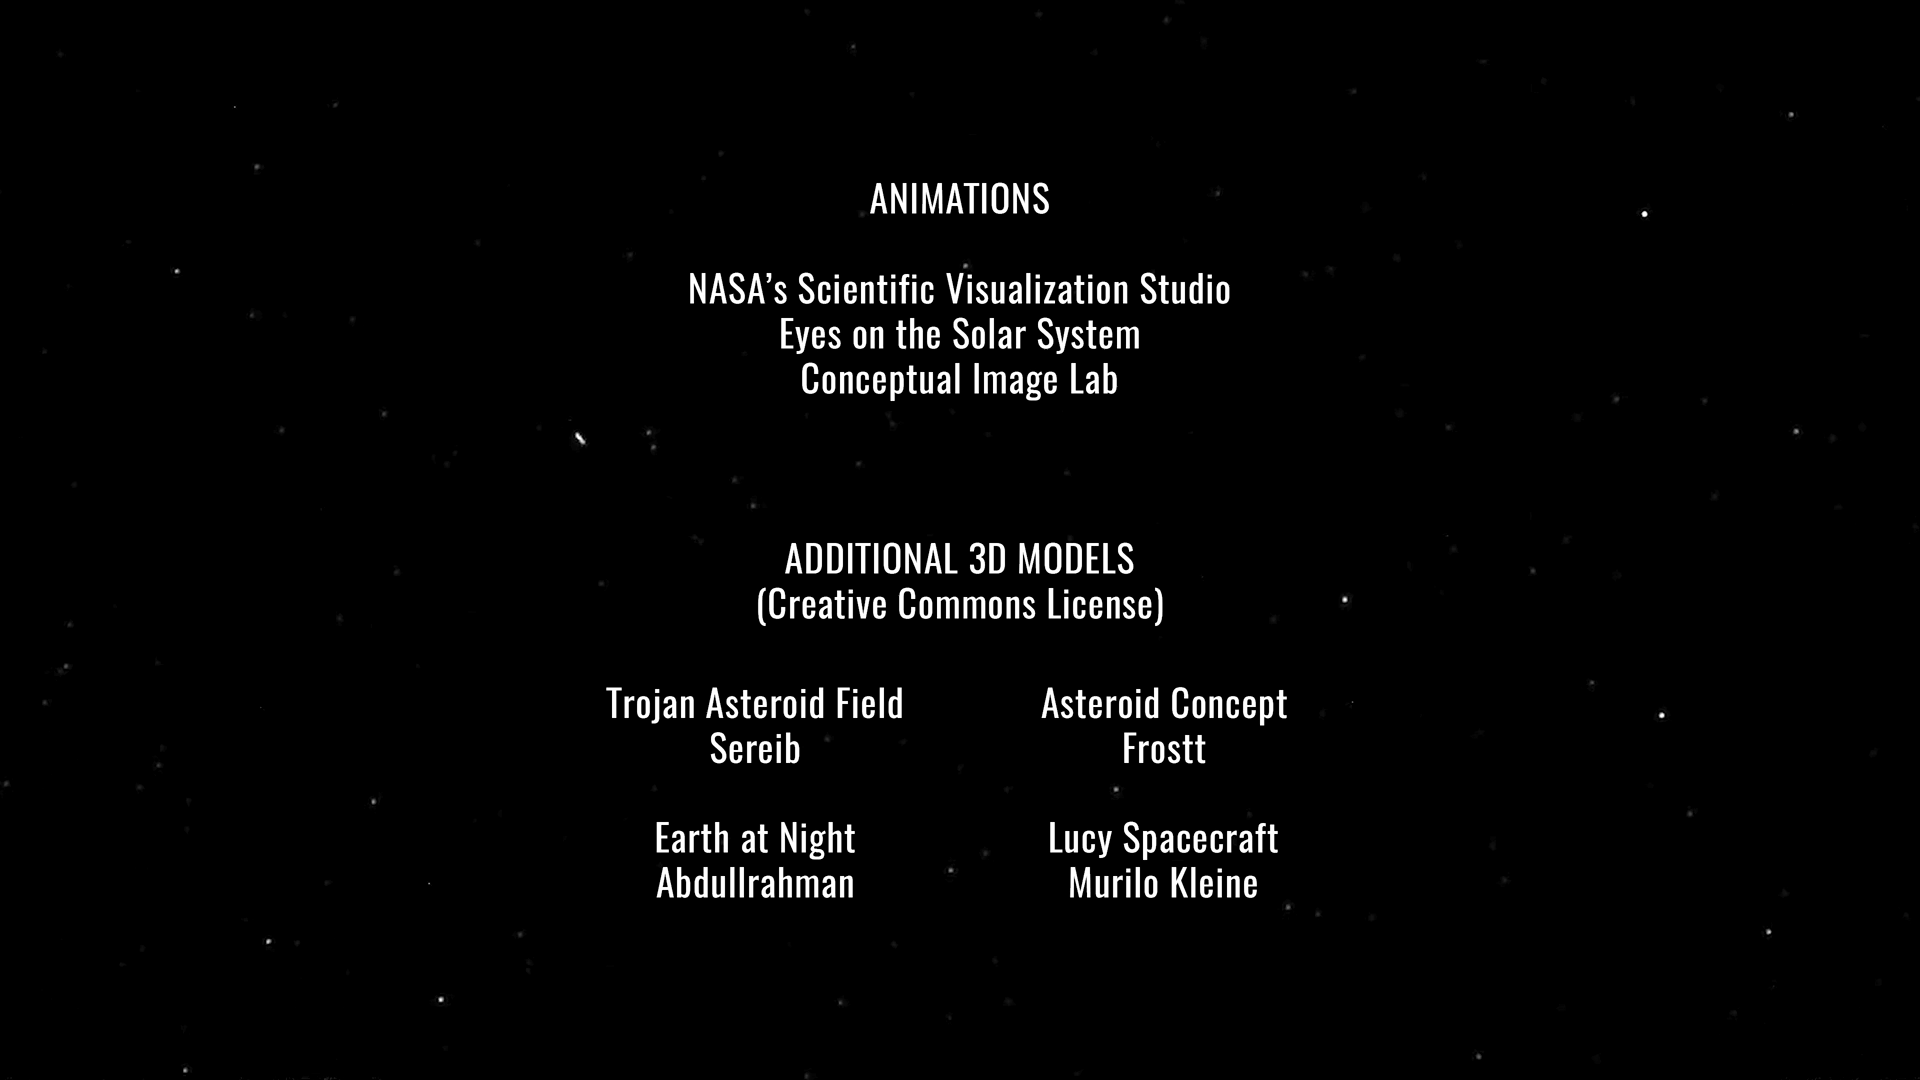 ANIMATIONS
NASA’s Scientific Visualization Studio
Eyes on the Solar System
Conceptual Image Lab
ADDITIONAL 3D MODELS
(Creative Commons License)
Trojan Asteroid Field
Sereib
Asteroid Concept
Frostt
Earth at Night
Abdullrahman
Lucy Spacecraft
Murilo Kleine